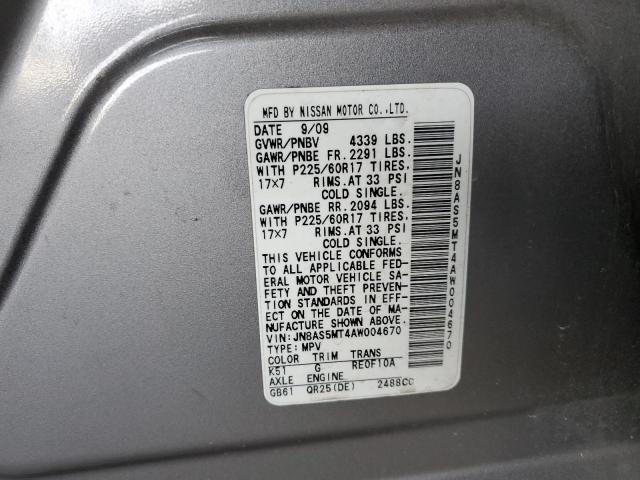 MFD BY NISSAN MOTOR CO.,LTD.
DATE 9/09
GVWR/PNBV 4339 LBS.
GAWR/PNBE FR. 2291 LBS.
WITH P225/60R17 TIRES,
17X7 RIMS.AT 33 PSI
COLD SINGLE.
GAWR/PNBE RR. 2094 LBS.
WITH P225/60R17 TIRES,
17X7 RIMS.AT 33 PSI
COLD SINGLE.
THIS VEHICLE CONFORMS
TO ALL APPLICABLE FED-
ERAL MOTOR VEHICLE SA-
FETY AND THEFT PREVEN-
TION STANDARDS IN EFF-
ECT ON THE DATE OF MA-
NUFACTURE SHOWN ABOVE.
VIN:JN8AS5MT4AW004670
TYPE: MPV
COLOR TRIM TRANS
K51 G RE0F10A
AXLE ENGINE
GB61 QR25(DE) 2488CC
JN8AS5MT4AW004670